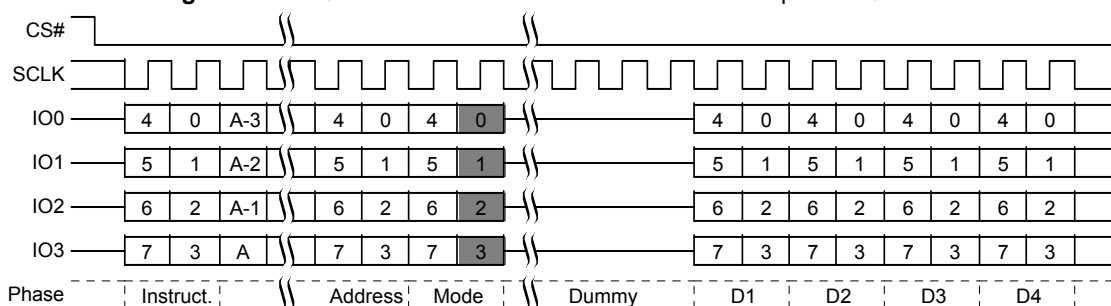 CS#
SCLK
IO0 4 0 A-3 4 0 4 0 4 0 4 0 4 0 4 0
IO1 5 1 A-2 5 1 5 1 5 1 5 1 5 1 5 1
IO2 6 2 A-1 6 2 6 2 6 2 6 2 6 2 6 2
IO3 7 3 A 7 3 7 3 7 3 7 3 7 3 7 3
Phase Instruct. Address Mode Dummy D1 D2 D3 D4